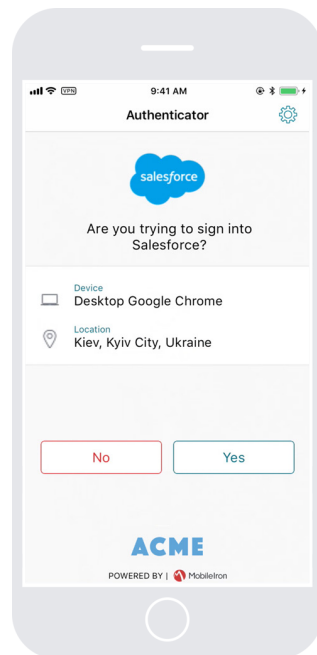 VPN
9:41 AM
Authenticator
salesforce
Are you trying to sign into
Salesforce?
Device
Desktop Google Chrome
Location
Kiev, Kyiv City, Ukraine
No
Yes
ACME
POWERED BY | MobileIron